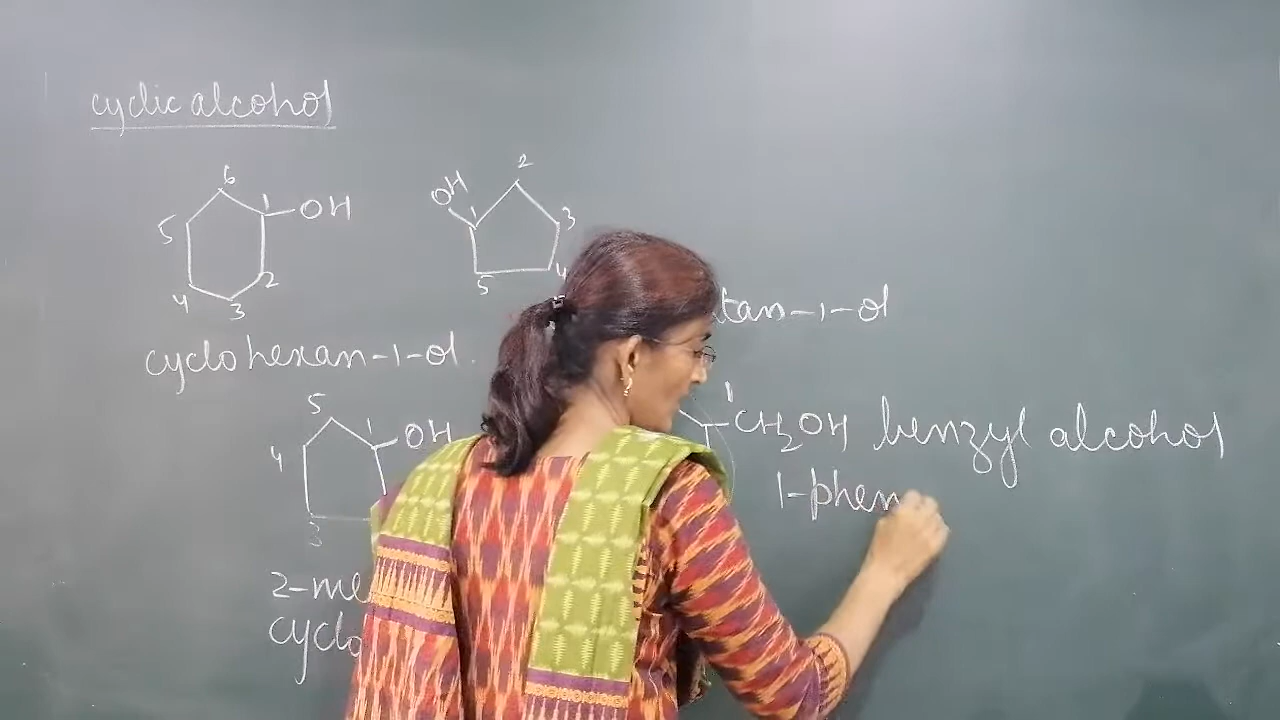 cyclic alcohol
6
1 OH
5
2
4
3
OH
2
1
3
5
4
cyclohexan-1-ol
tan-1-ol
5
1 OH
4
3
1
CH2OH benzyl alcohol
1-phen
2-me
cyclo